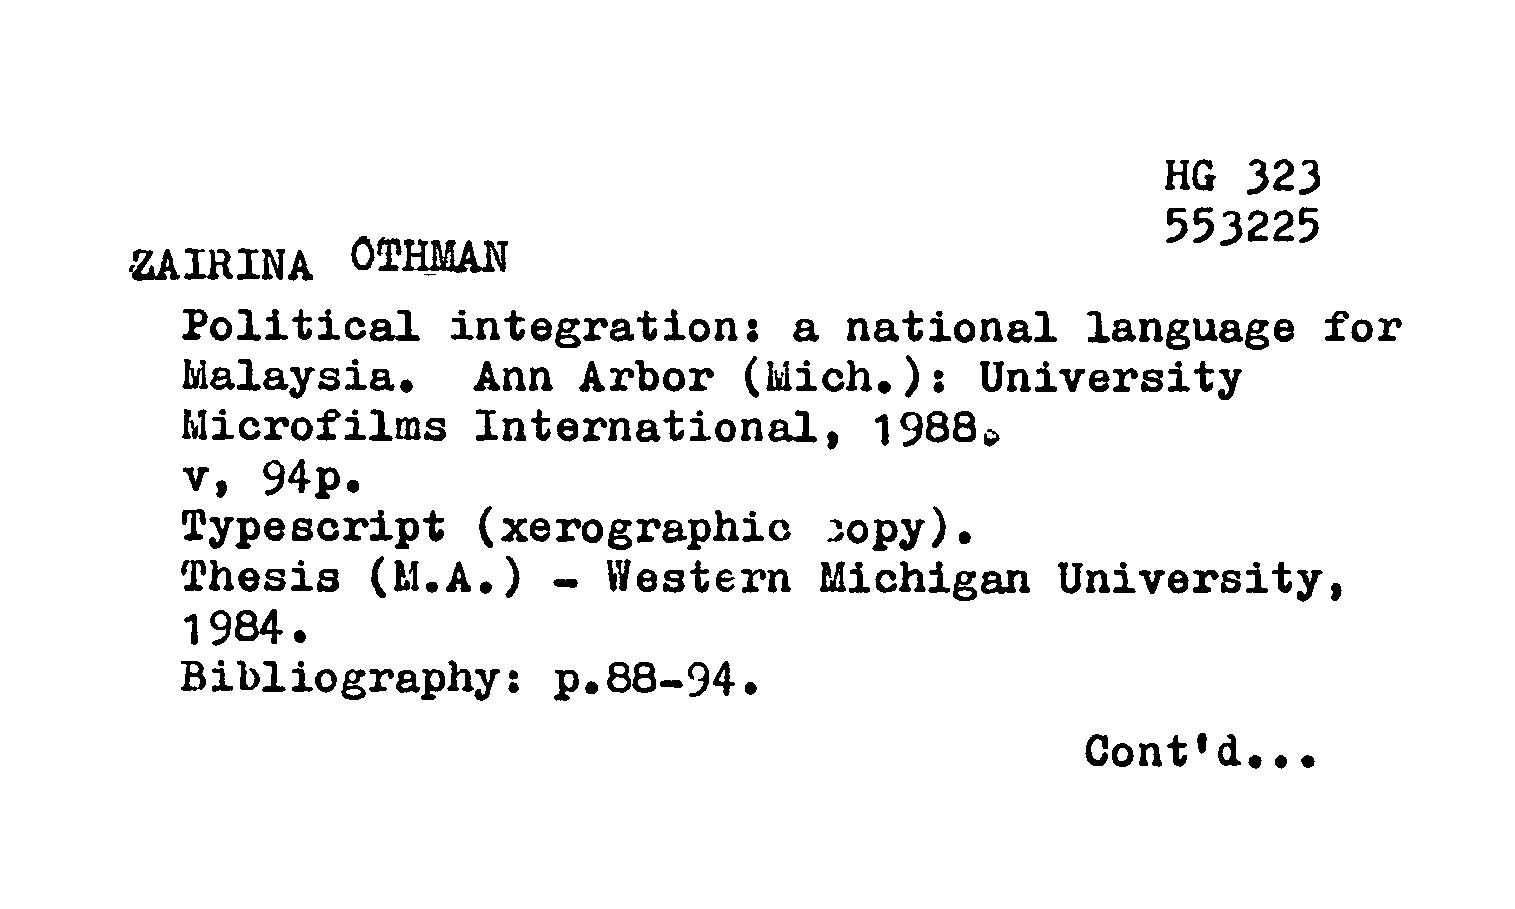 HG 323
553225
ZAIRINA OTHMAN
Political integration: a national language for
Malaysia. Ann Arbor (Mich.): University
Microfilms International, 1988.
v, 94p.
Typescript (xerographic copy).
Thesis (M.A.) - Western Michigan University,
1984.
Bibliography: p.88-94.
Cont'd...